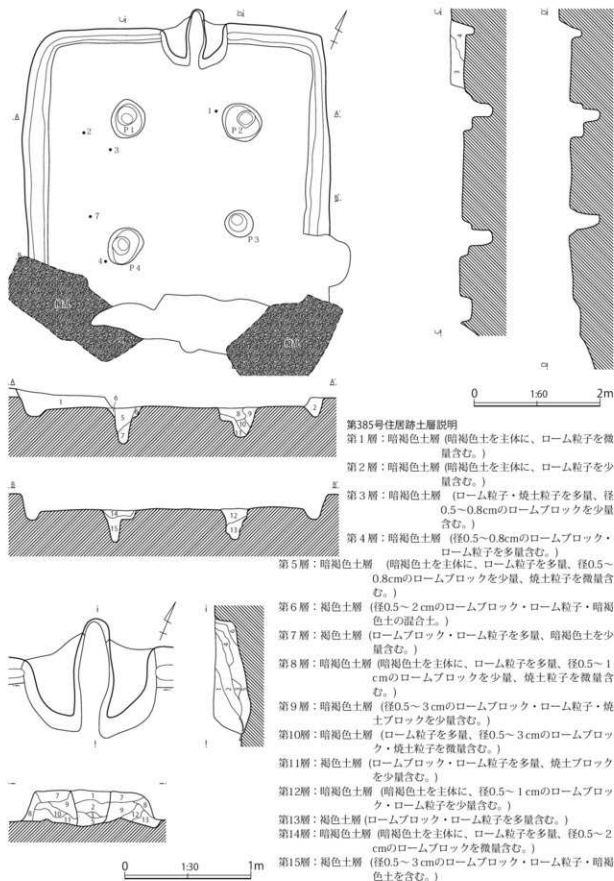 1
2
3
7
4
P1
P2
P3
P4
A
A'
A
A'
1
6
5
7
8
9
10
11
2
B
B'
14
15
12
13
0
1:60
2m
第385号住居跡土層説明
第1層：暗褐色土層 (暗褐色土を主体に、ローム粒子を微
量含む。)
第2層：暗褐色土層 (暗褐色土を主体に、ローム粒子を少
量含む。)
第3層：暗褐色土層 (ローム粒子・焼土粒子を多量、径
0.5～0.8cmのロームブロックを少量
含む。)
第4層：暗褐色土層 (径0.5～0.8cmのロームブロック・
ローム粒子を多量含む。)
第5層：暗褐色土層 (暗褐色土を主体に、ローム粒子を多量、径0.5～
0.8cmのロームブロックを少量、焼土粒子を微量含
む。)
第6層：褐色土層 (径0.5～2cmのロームブロック・ローム粒子・暗褐
色土の混合土。)
第7層：褐色土層 (ロームブロック・ローム粒子を多量、暗褐色土を少
量含む。)
第8層：暗褐色土層 (暗褐色土を主体に、ローム粒子を多量、径0.5～1
cmのロームブロックを少量、焼土粒子を微量含
む。)
第9層：褐色土層 (径0.5～3cmのロームブロック・ローム粒子・焼
土ブロックを少量含む。)
第10層：暗褐色土層 (ローム粒子を多量、径0.5～3cmのロームブロッ
ク・焼土粒子を微量含む。)
第11層：褐色土層 (ロームブロック・ローム粒子を多量、焼土ブロック
を少量含む。)
第12層：暗褐色土層 (暗褐色土を主体に、径0.5～1cmのロームブロッ
ク・ローム粒子を少量含む。)
第13層：褐色土層 (ロームブロック・ローム粒子を多量含む。)
第14層：暗褐色土層 (暗褐色土を主体に、ローム粒子を多量、径0.5～2
cmのロームブロックを微量含む。)
第15層：褐色土層 (径0.5～3cmのロームブロック・ローム粒子・暗褐
色土を含む。)
0
1:30
1m